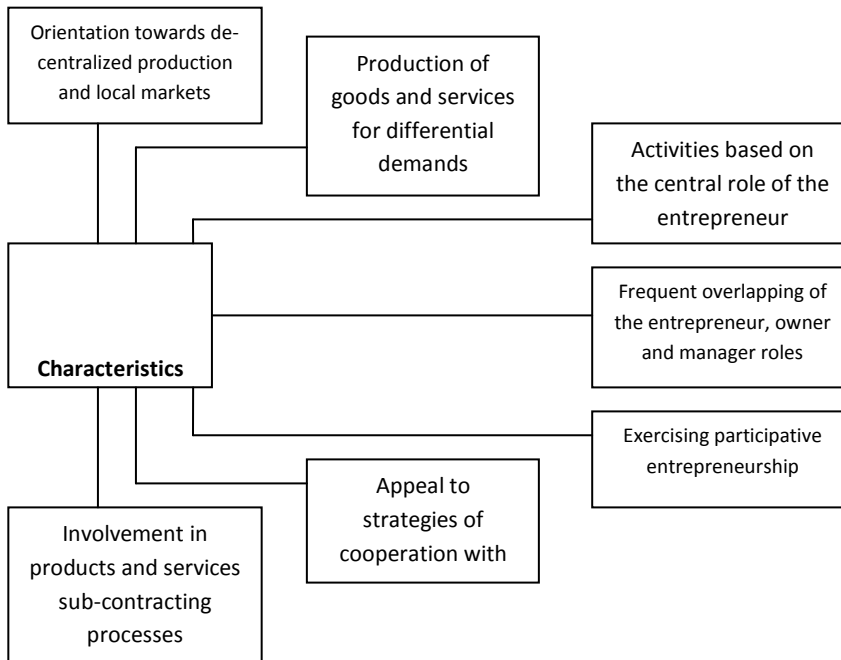 Orientation towards de-
centralized production
and local markets
Production of
goods and services
for differential
demands
Activities based on
the central role of the
entrepreneur
Characteristics
Frequent overlapping of
the entrepreneur, owner
and manager roles
Exercising participative
entrepreneurship
Appeal to
strategies of
cooperation with
Involvement in
products and services
sub-contracting
processes